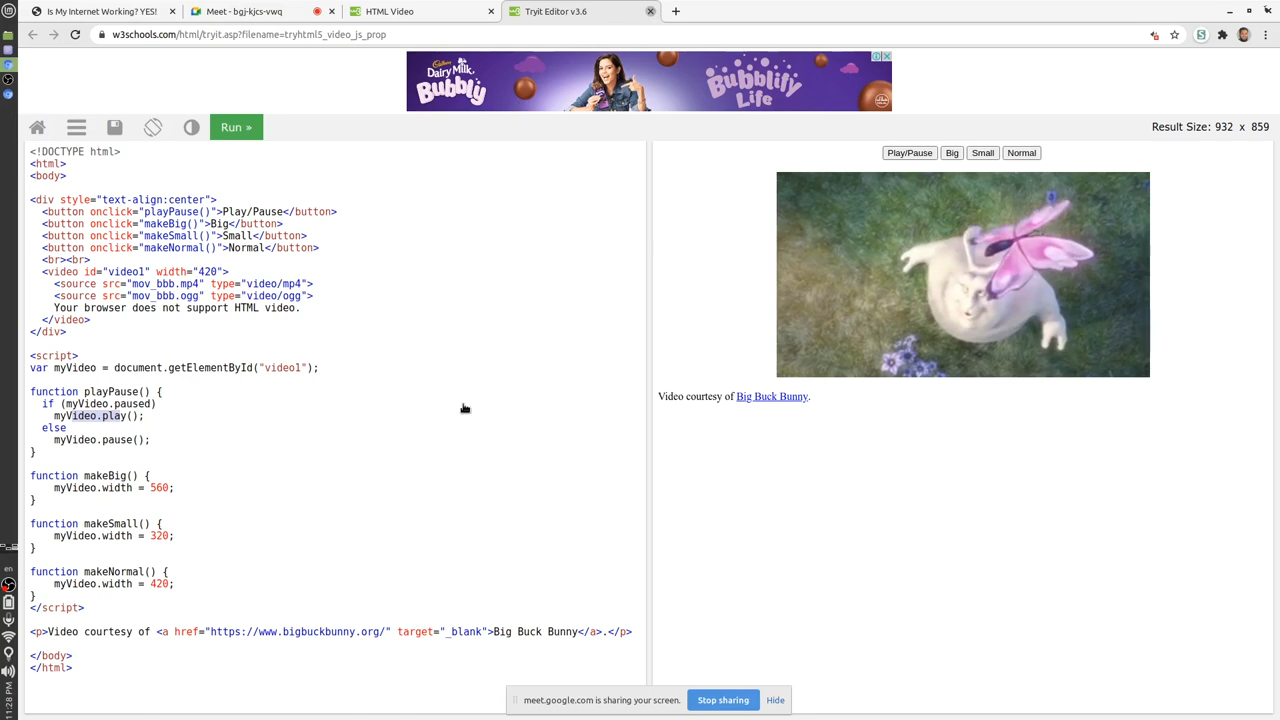 Is My Internet Working? YES!
Meet - bgj-kjcs-vwq
HTML Video
Tryit Editor v3.6
w3schools.com/html/tryit.asp?filename=tryhtml5_video_js_prop
Cadbury
Dairy Milk
Bubbly
Bubblify
Life
Run »
Result Size: 932 x 859
<!DOCTYPE html>
<html>
<body>
<div style="text-align:center">
<button onclick="playPause()">Play/Pause</button>
<button onclick="makeBig()">Big</button>
<button onclick="makeSmall()">Small</button>
<button onclick="makeNormal()">Normal</button>
<br><br>
<video id="video1" width="420">
<source src="mov_bbb.mp4" type="video/mp4">
<source src="mov_bbb.ogg" type="video/ogg">
Your browser does not support HTML video.
</video>
</div>
<script>
var myVideo = document.getElementById("video1");
function playPause() {
if (myVideo.paused)
myVideo.play();
else
myVideo.pause();
}
function makeBig() {
myVideo.width = 560;
}
function makeSmall() {
myVideo.width = 320;
}
function makeNormal() {
myVideo.width = 420;
}
</script>
<p>Video courtesy of <a href="https://www.bigbuckbunny.org/" target="_blank">Big Buck Bunny</a>.</p>
</body>
</html>
Play/Pause Big Small Normal
Video courtesy of Big Buck Bunny.
meet.google.com is sharing your screen. Stop sharing Hide
en
11:28 PM